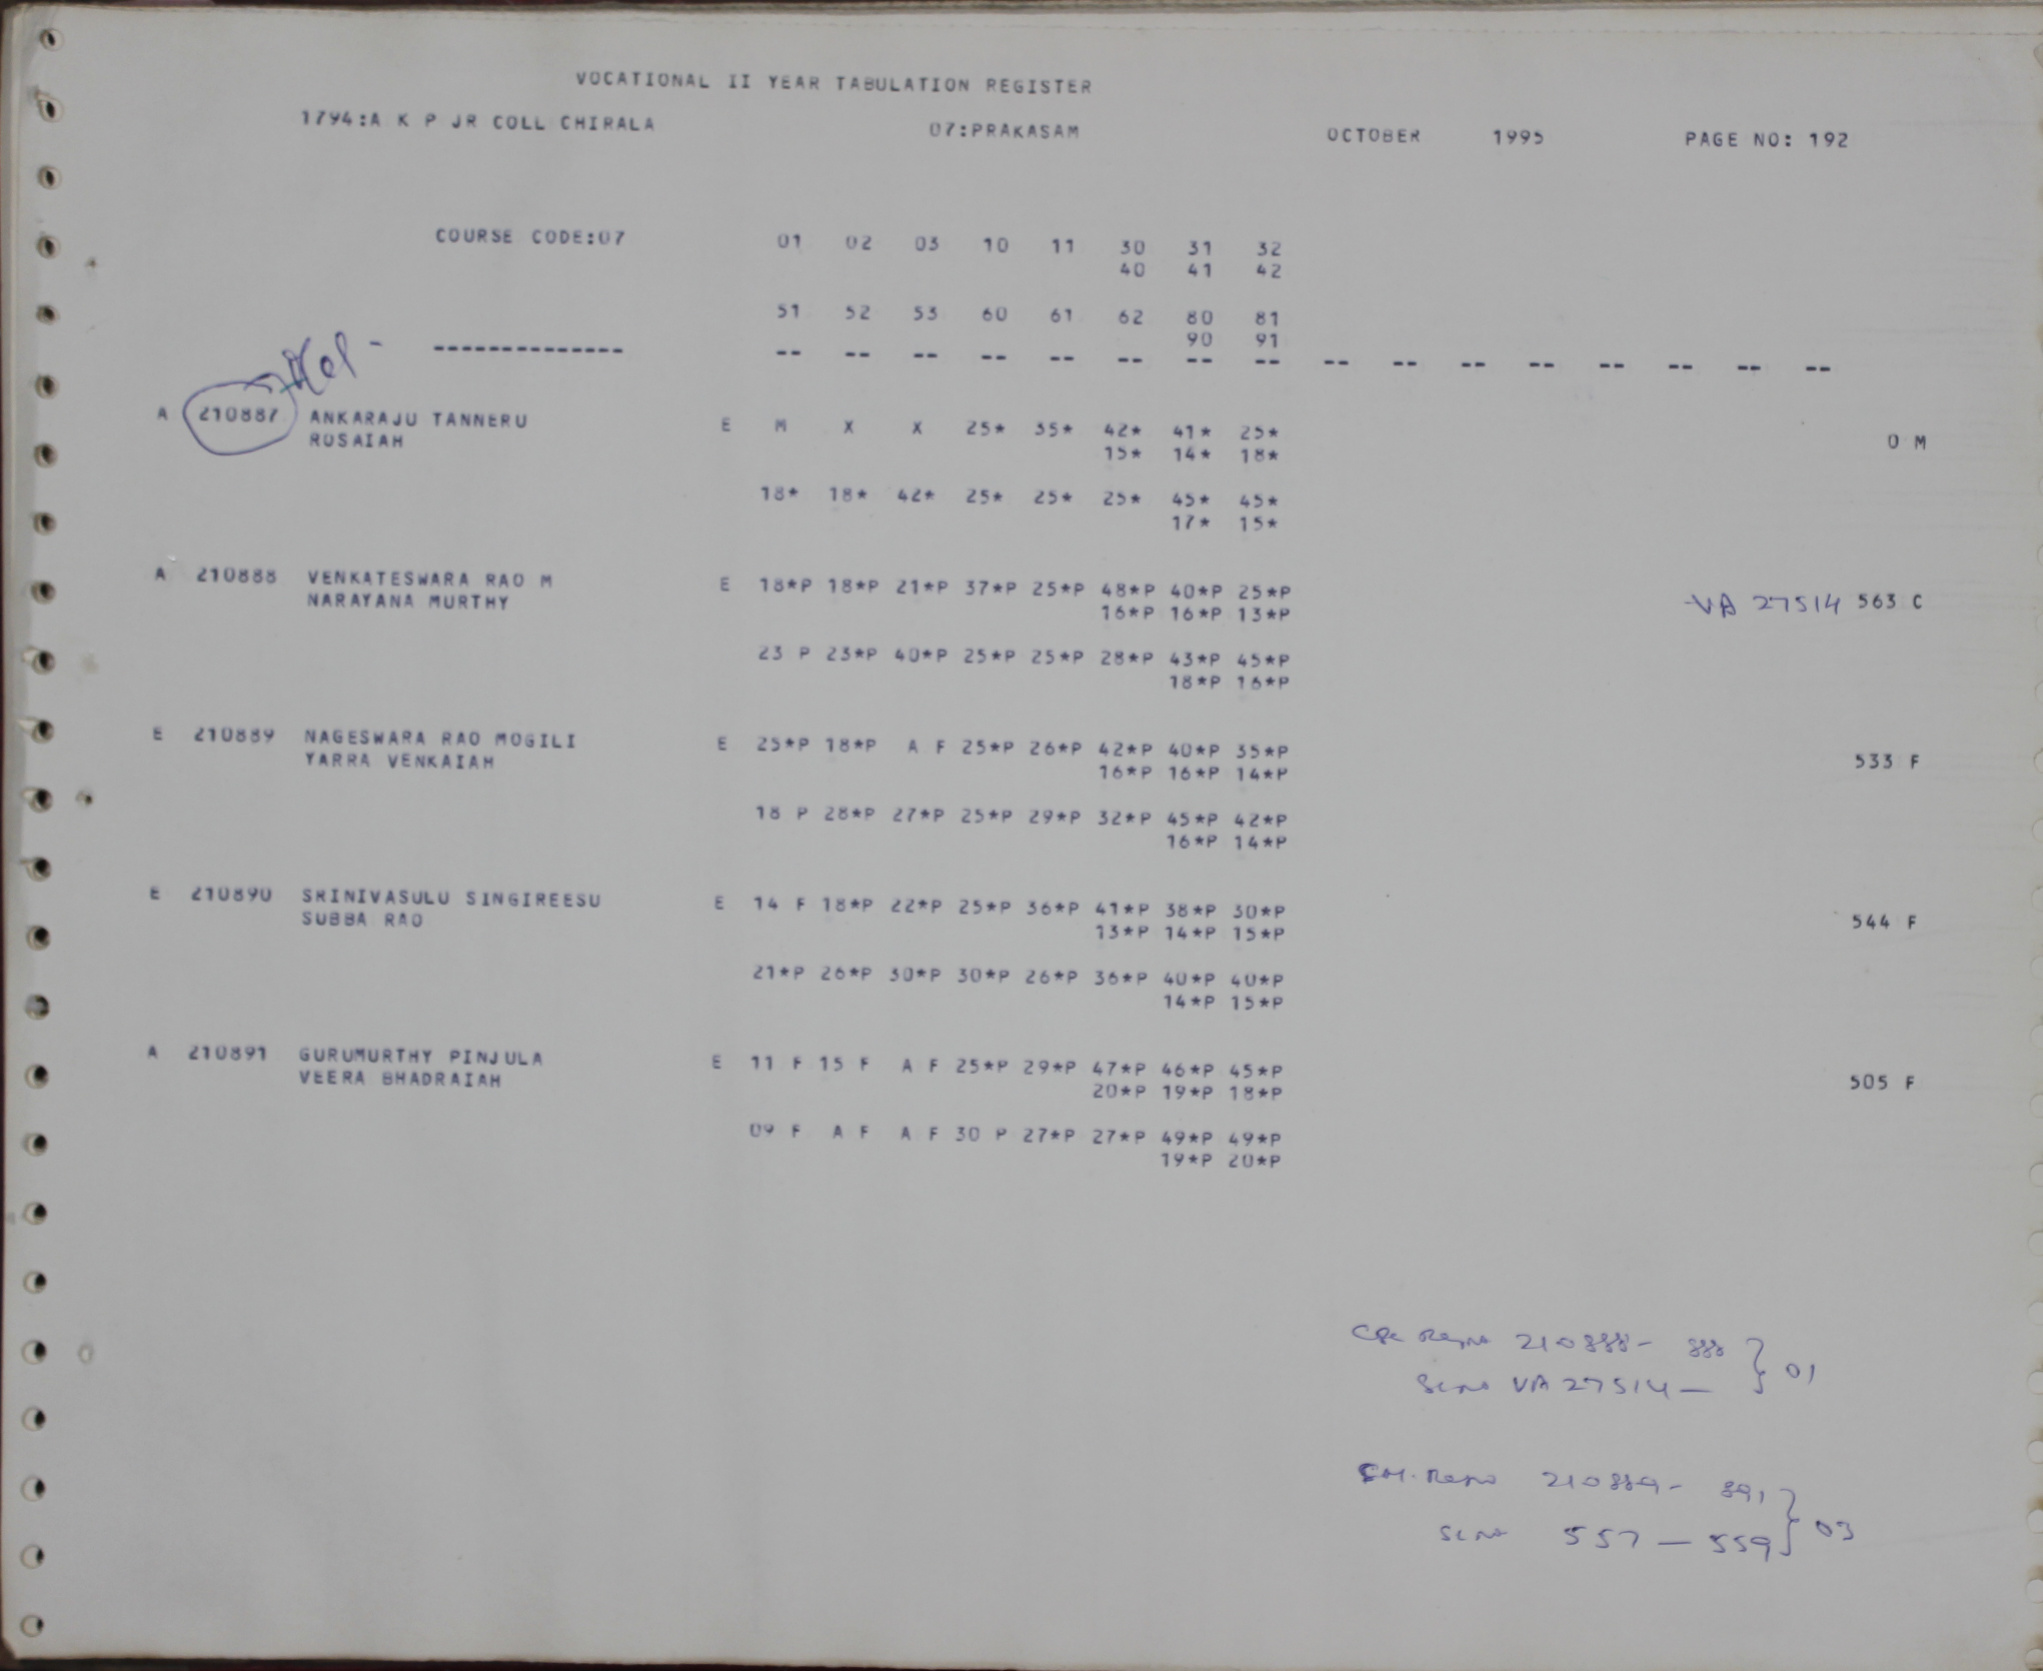 VOCATIONAL II YEAR TABULATION REGISTER
1794:A K P JR COLL CHIRALA 07:PRAKASAM OCTOBER 1995 PAGE NO: 192
COURSE CODE:07 01 02 03 10 11 30 31 32
40 41 42
51 52 53 60 61 62 80 81
90 91
-------------- -- -- -- -- -- -- -- -- -- -- -- -- -- -- -- --
A 210887 ANKARAJU TANNERU E M X X 25* 35* 42* 41* 25*
ROSAIAH 15* 14* 18* 0 M
18* 18* 42* 25* 25* 25* 45* 45*
17* 15*
A 210888 VENKATESWARA RAO M E 18*P 18*P 21*P 37*P 25*P 48*P 40*P 25*P
NARAYANA MURTHY 16*P 16*P 13*P VA 27514 563 C
23 P 23*P 40*P 25*P 25*P 28*P 43*P 45*P
18*P 16*P
E 210889 NAGESWARA RAO MOGILI E 25*P 18*P A F 25*P 26*P 42*P 40*P 35*P
YARRA VENKAIAH 16*P 16*P 14*P 533 F
18 P 28*P 27*P 25*P 29*P 32*P 45*P 42*P
16*P 14*P
E 210890 SRINIVASULU SINGIREESU E 14 F 18*P 22*P 25*P 36*P 41*P 38*P 30*P
SUBBA RAO 13*P 14*P 15*P 544 F
21*P 26*P 30*P 30*P 26*P 36*P 40*P 40*P
14*P 15*P
A 210891 GURUMURTHY PINJULA E 11 F 15 F A F 25*P 29*P 47*P 46*P 45*P
VEERA BHADRAIAH 20*P 19*P 18*P 505 F
09 F A F A F 30 P 27*P 27*P 49*P 49*P
19*P 20*P
210888- 888 } 01
VA 27514 -
210889- 891 } 03
Sl.no 557 - 559